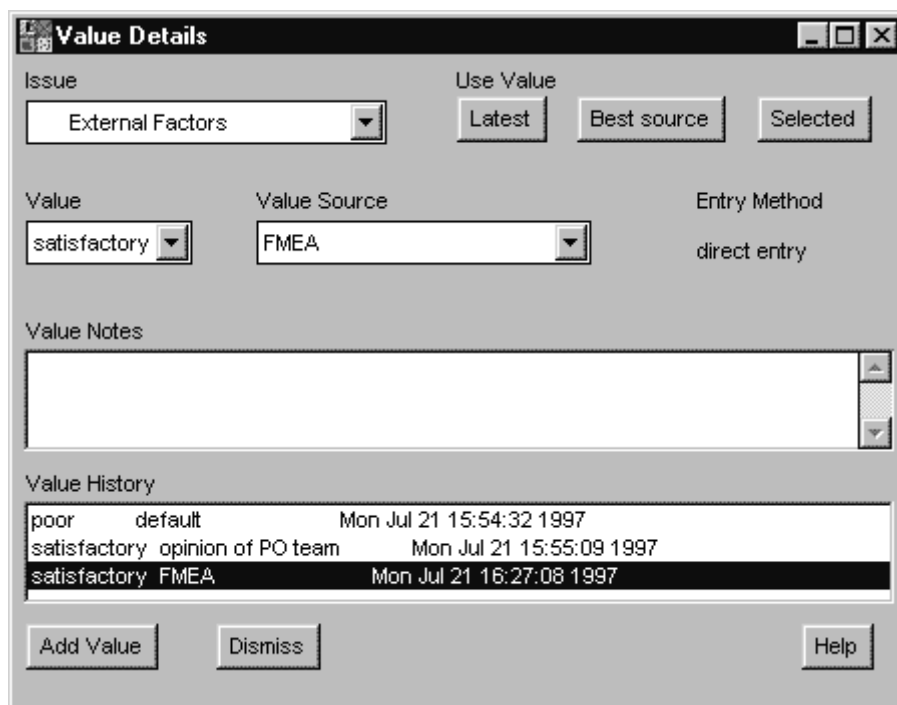 Value Details
Issue Use Value
External Factors Latest Best source Selected
Value Value Source Entry Method
satisfactory FMEA direct entry
Value Notes
Value History
poor default Mon Jul 21 15:54:32 1997
satisfactory opinion of PO team Mon Jul 21 15:55:09 1997
satisfactory FMEA Mon Jul 21 16:27:08 1997
Add Value Dismiss Help